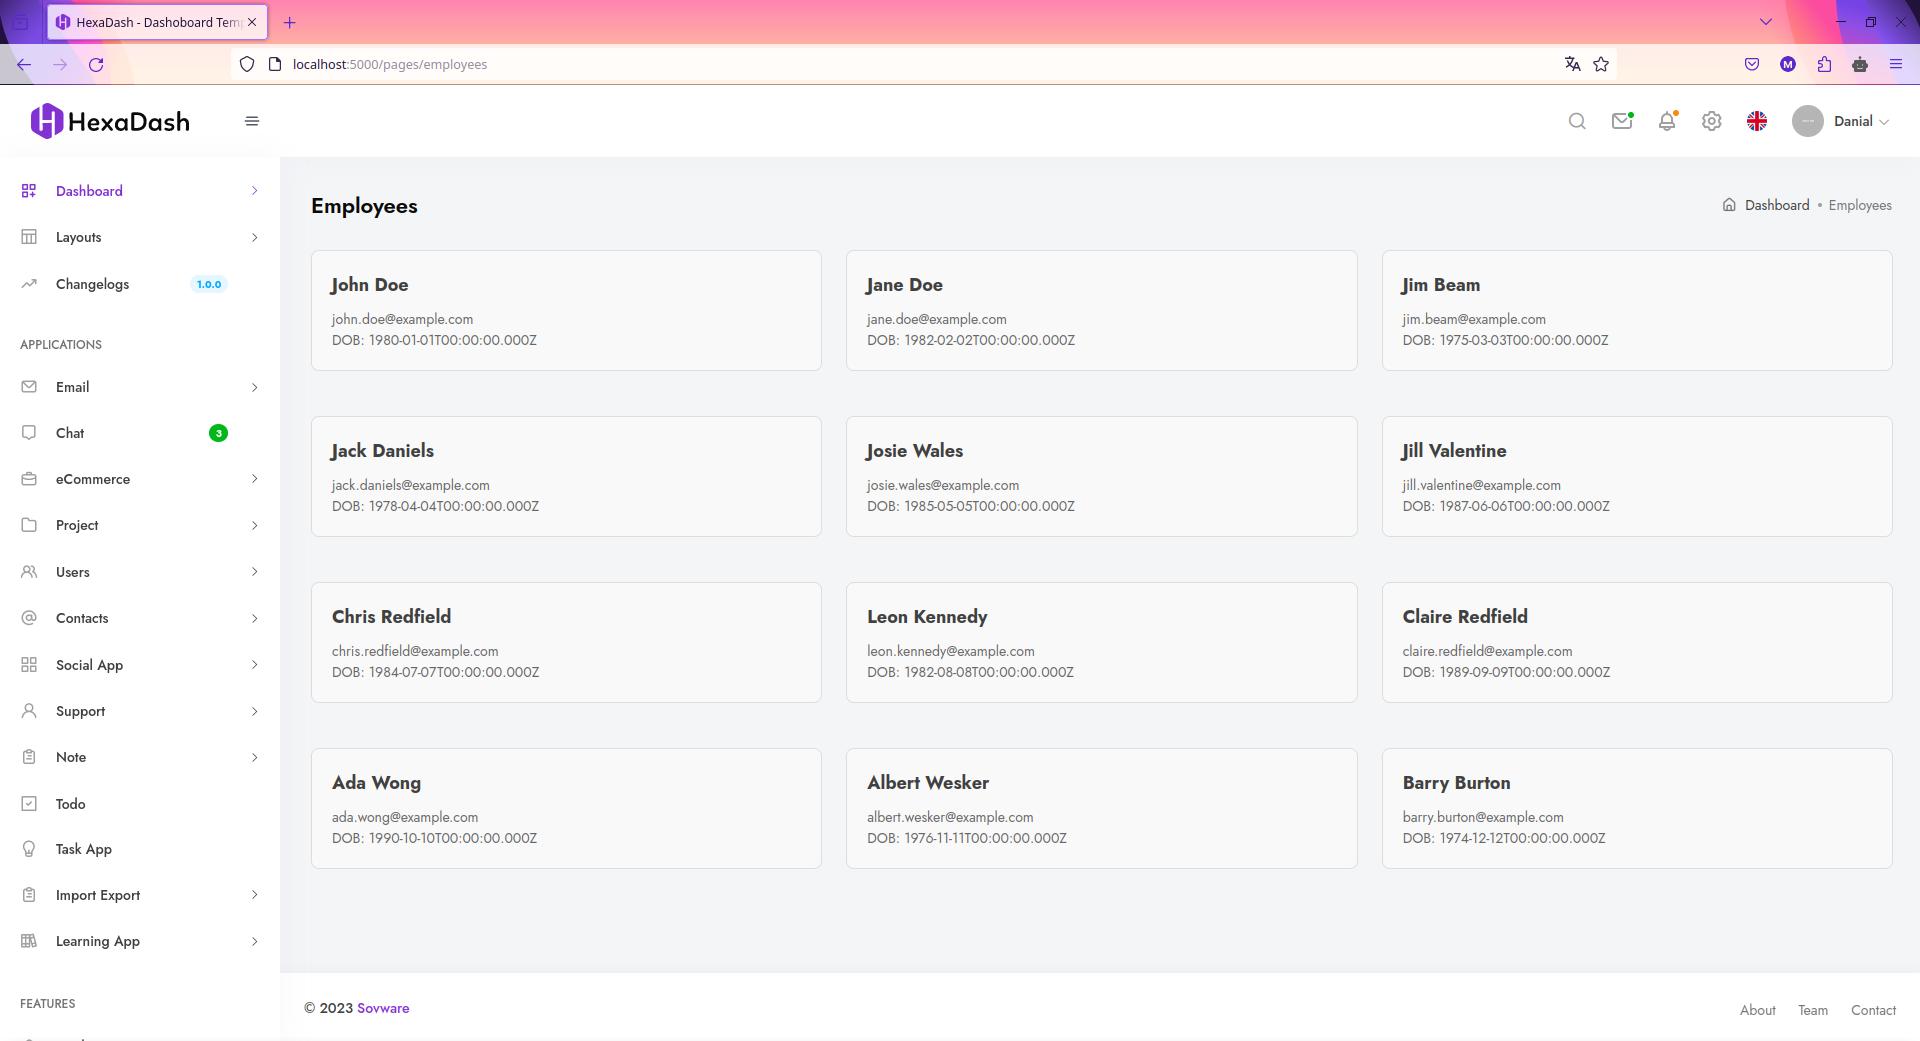 HexaDash - Dashoboard Tem
localhost:5000/pages/employees
M
HexaDash
Danial
Dashboard
Layouts
Changelogs 1.0.0
APPLICATIONS
Email
Chat 3
eCommerce
Project
Users
Contacts
Social App
Support
Note
Todo
Task App
Import Export
Learning App
FEATURES
Employees
Dashboard • Employees
John Doe
john.doe@example.com
DOB: 1980-01-01T00:00:00.000Z
Jane Doe
jane.doe@example.com
DOB: 1982-02-02T00:00:00.000Z
Jim Beam
jim.beam@example.com
DOB: 1975-03-03T00:00:00.000Z
Jack Daniels
jack.daniels@example.com
DOB: 1978-04-04T00:00:00.000Z
Josie Wales
josie.wales@example.com
DOB: 1985-05-05T00:00:00.000Z
Jill Valentine
jill.valentine@example.com
DOB: 1987-06-06T00:00:00.000Z
Chris Redfield
chris.redfield@example.com
DOB: 1984-07-07T00:00:00.000Z
Leon Kennedy
leon.kennedy@example.com
DOB: 1982-08-08T00:00:00.000Z
Claire Redfield
claire.redfield@example.com
DOB: 1989-09-09T00:00:00.000Z
Ada Wong
ada.wong@example.com
DOB: 1990-10-10T00:00:00.000Z
Albert Wesker
albert.wesker@example.com
DOB: 1976-11-11T00:00:00.000Z
Barry Burton
barry.burton@example.com
DOB: 1974-12-12T00:00:00.000Z
© 2023 Sovware
About Team Contact